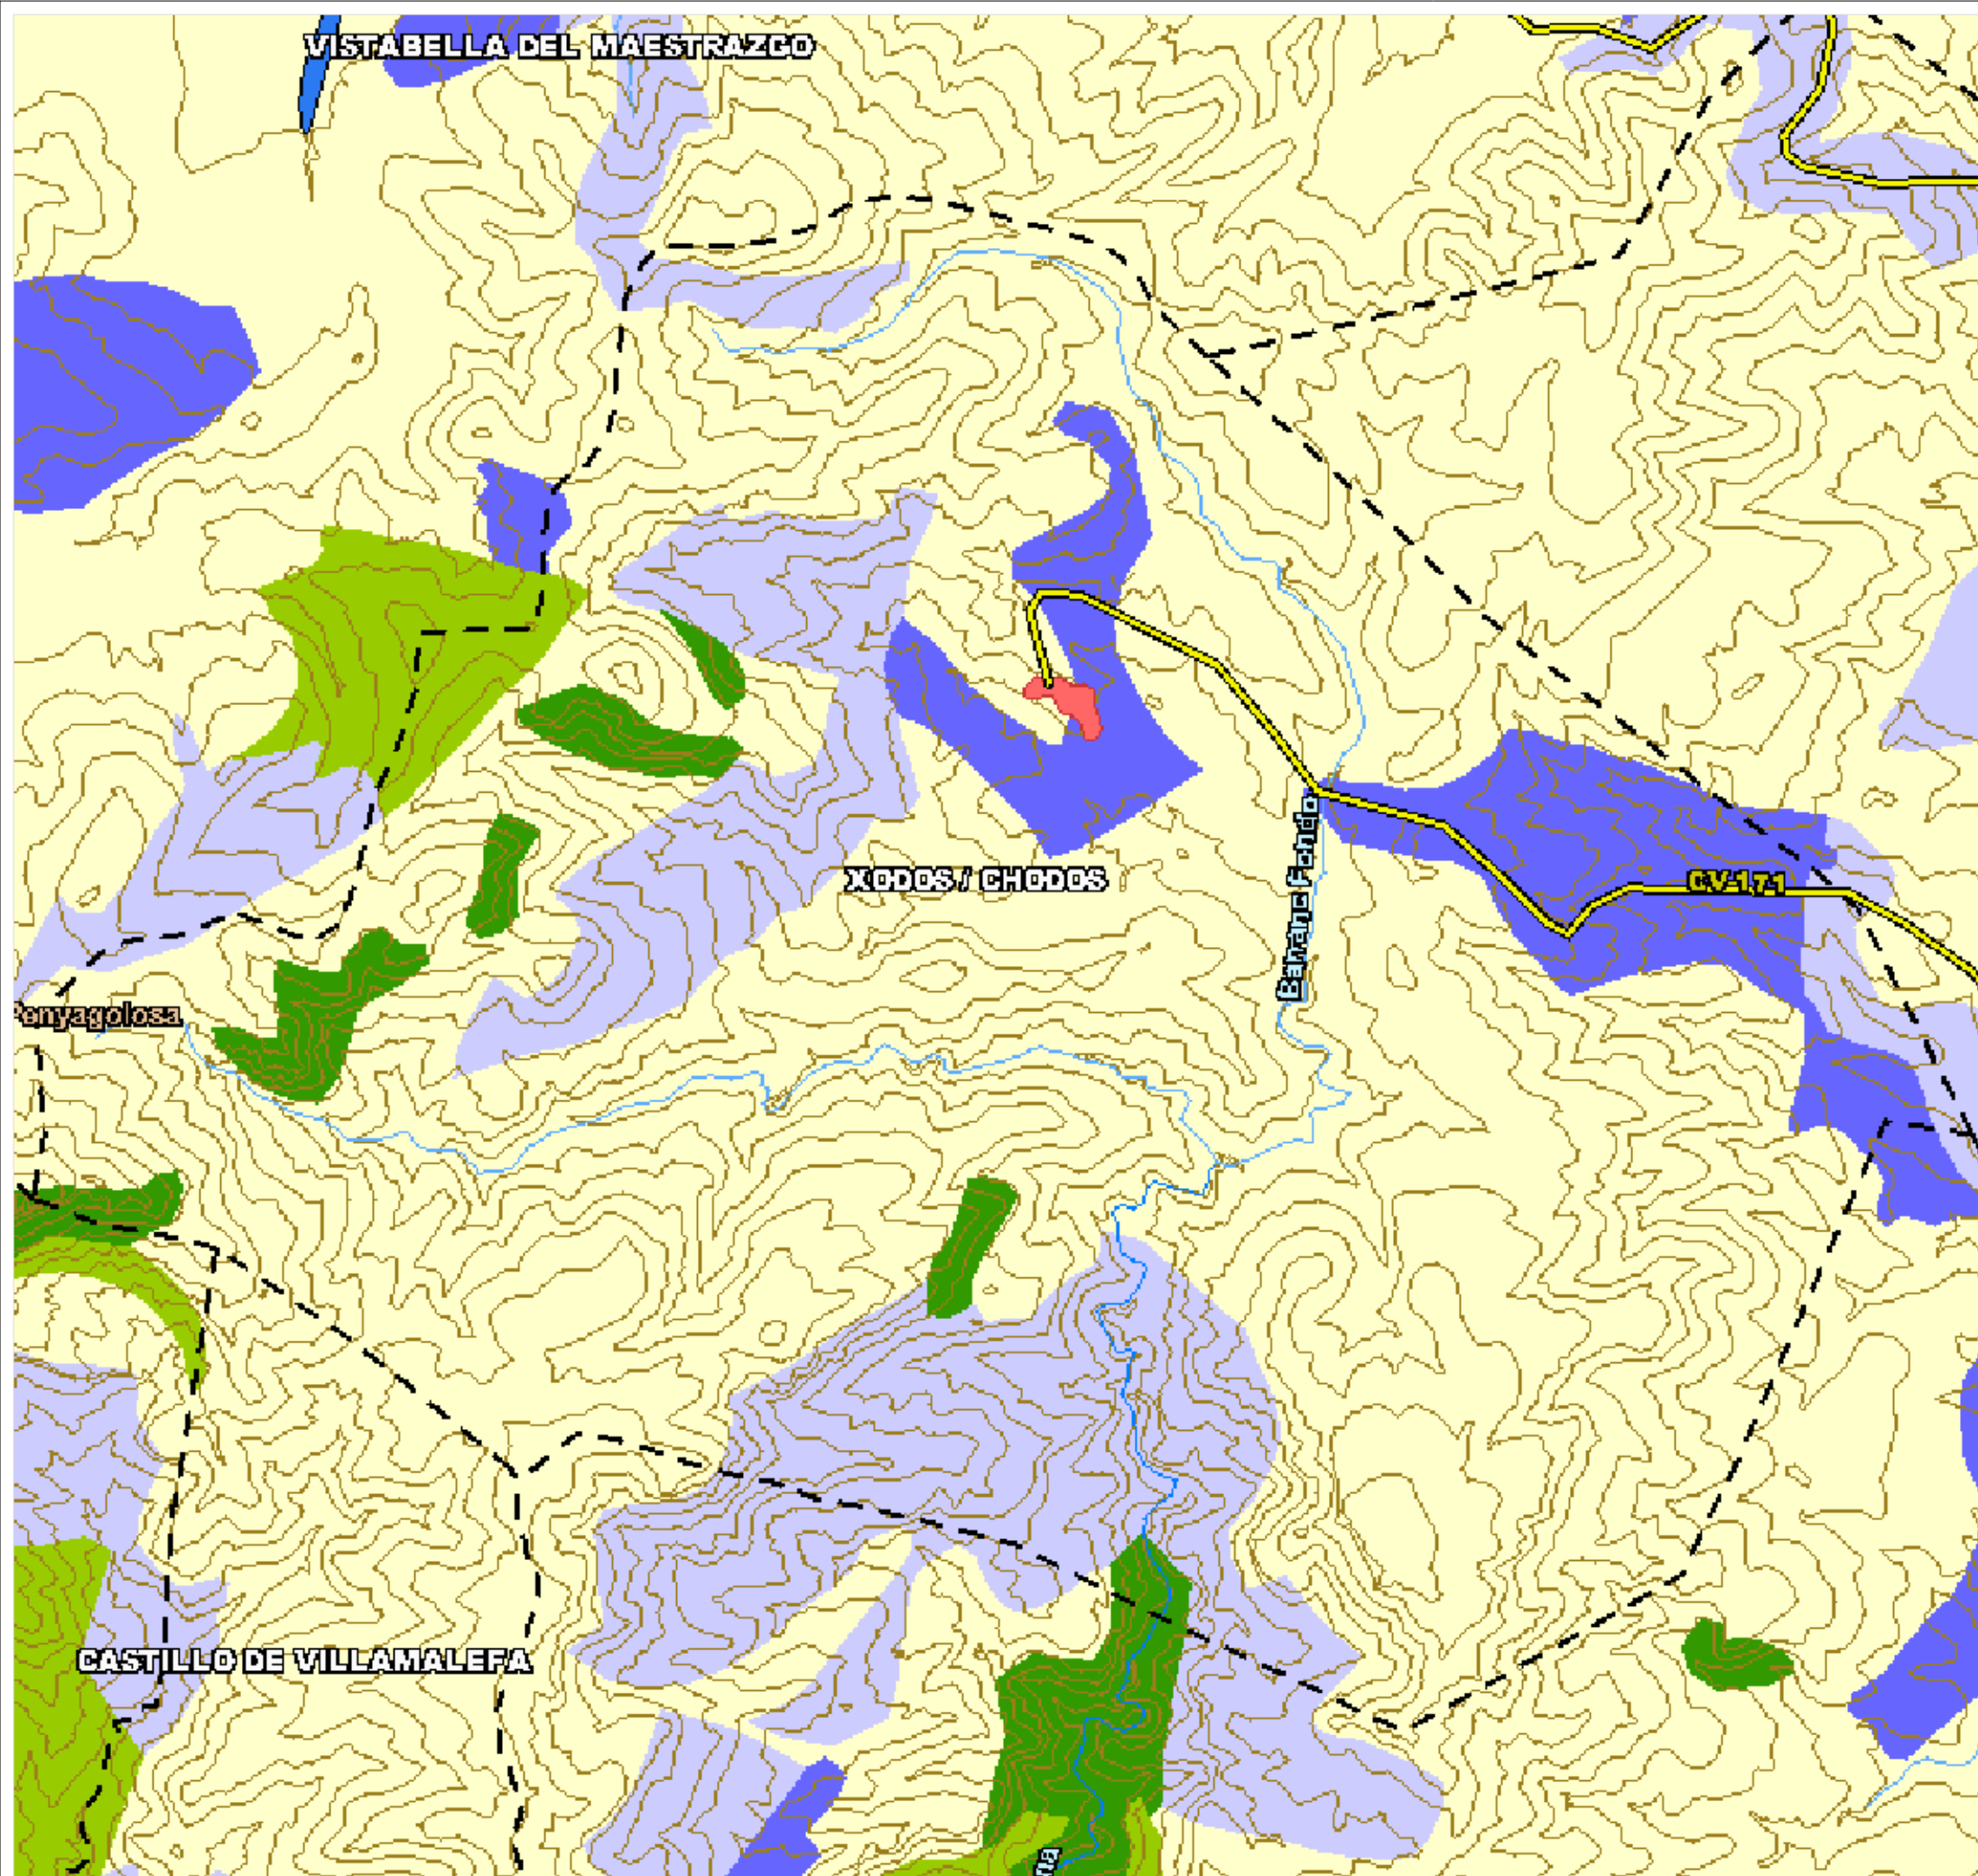 VISTABELLA DEL MAESTRAZGO
XODOS / CHODOS
CV-171
Barranc Fondo
Penyagolosa
CASTILLO DE VILLAMALEFA